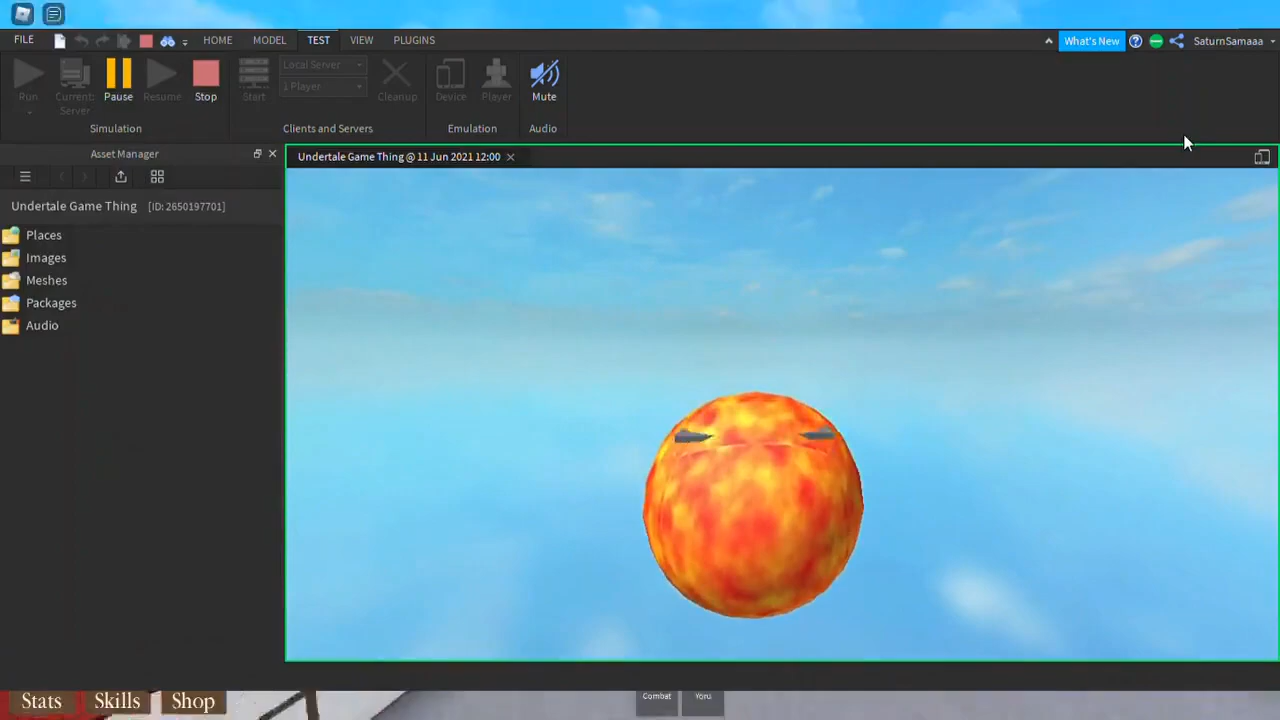 FILE
HOME
MODEL
TEST
VIEW
PLUGINS
What's New
SaturnSamaaa
Run
Current:
Server
Pause
Resume
Stop
Simulation
Start
Local Server
1 Player
Cleanup
Clients and Servers
Device
Player
Emulation
Mute
Audio
Asset Manager
Undertale Game Thing @ 11 Jun 2021 12:00
Undertale Game Thing [ID: 2650197701]
Places
Images
Meshes
Packages
Audio
Stats
Skills
Shop
Combat
Yoru